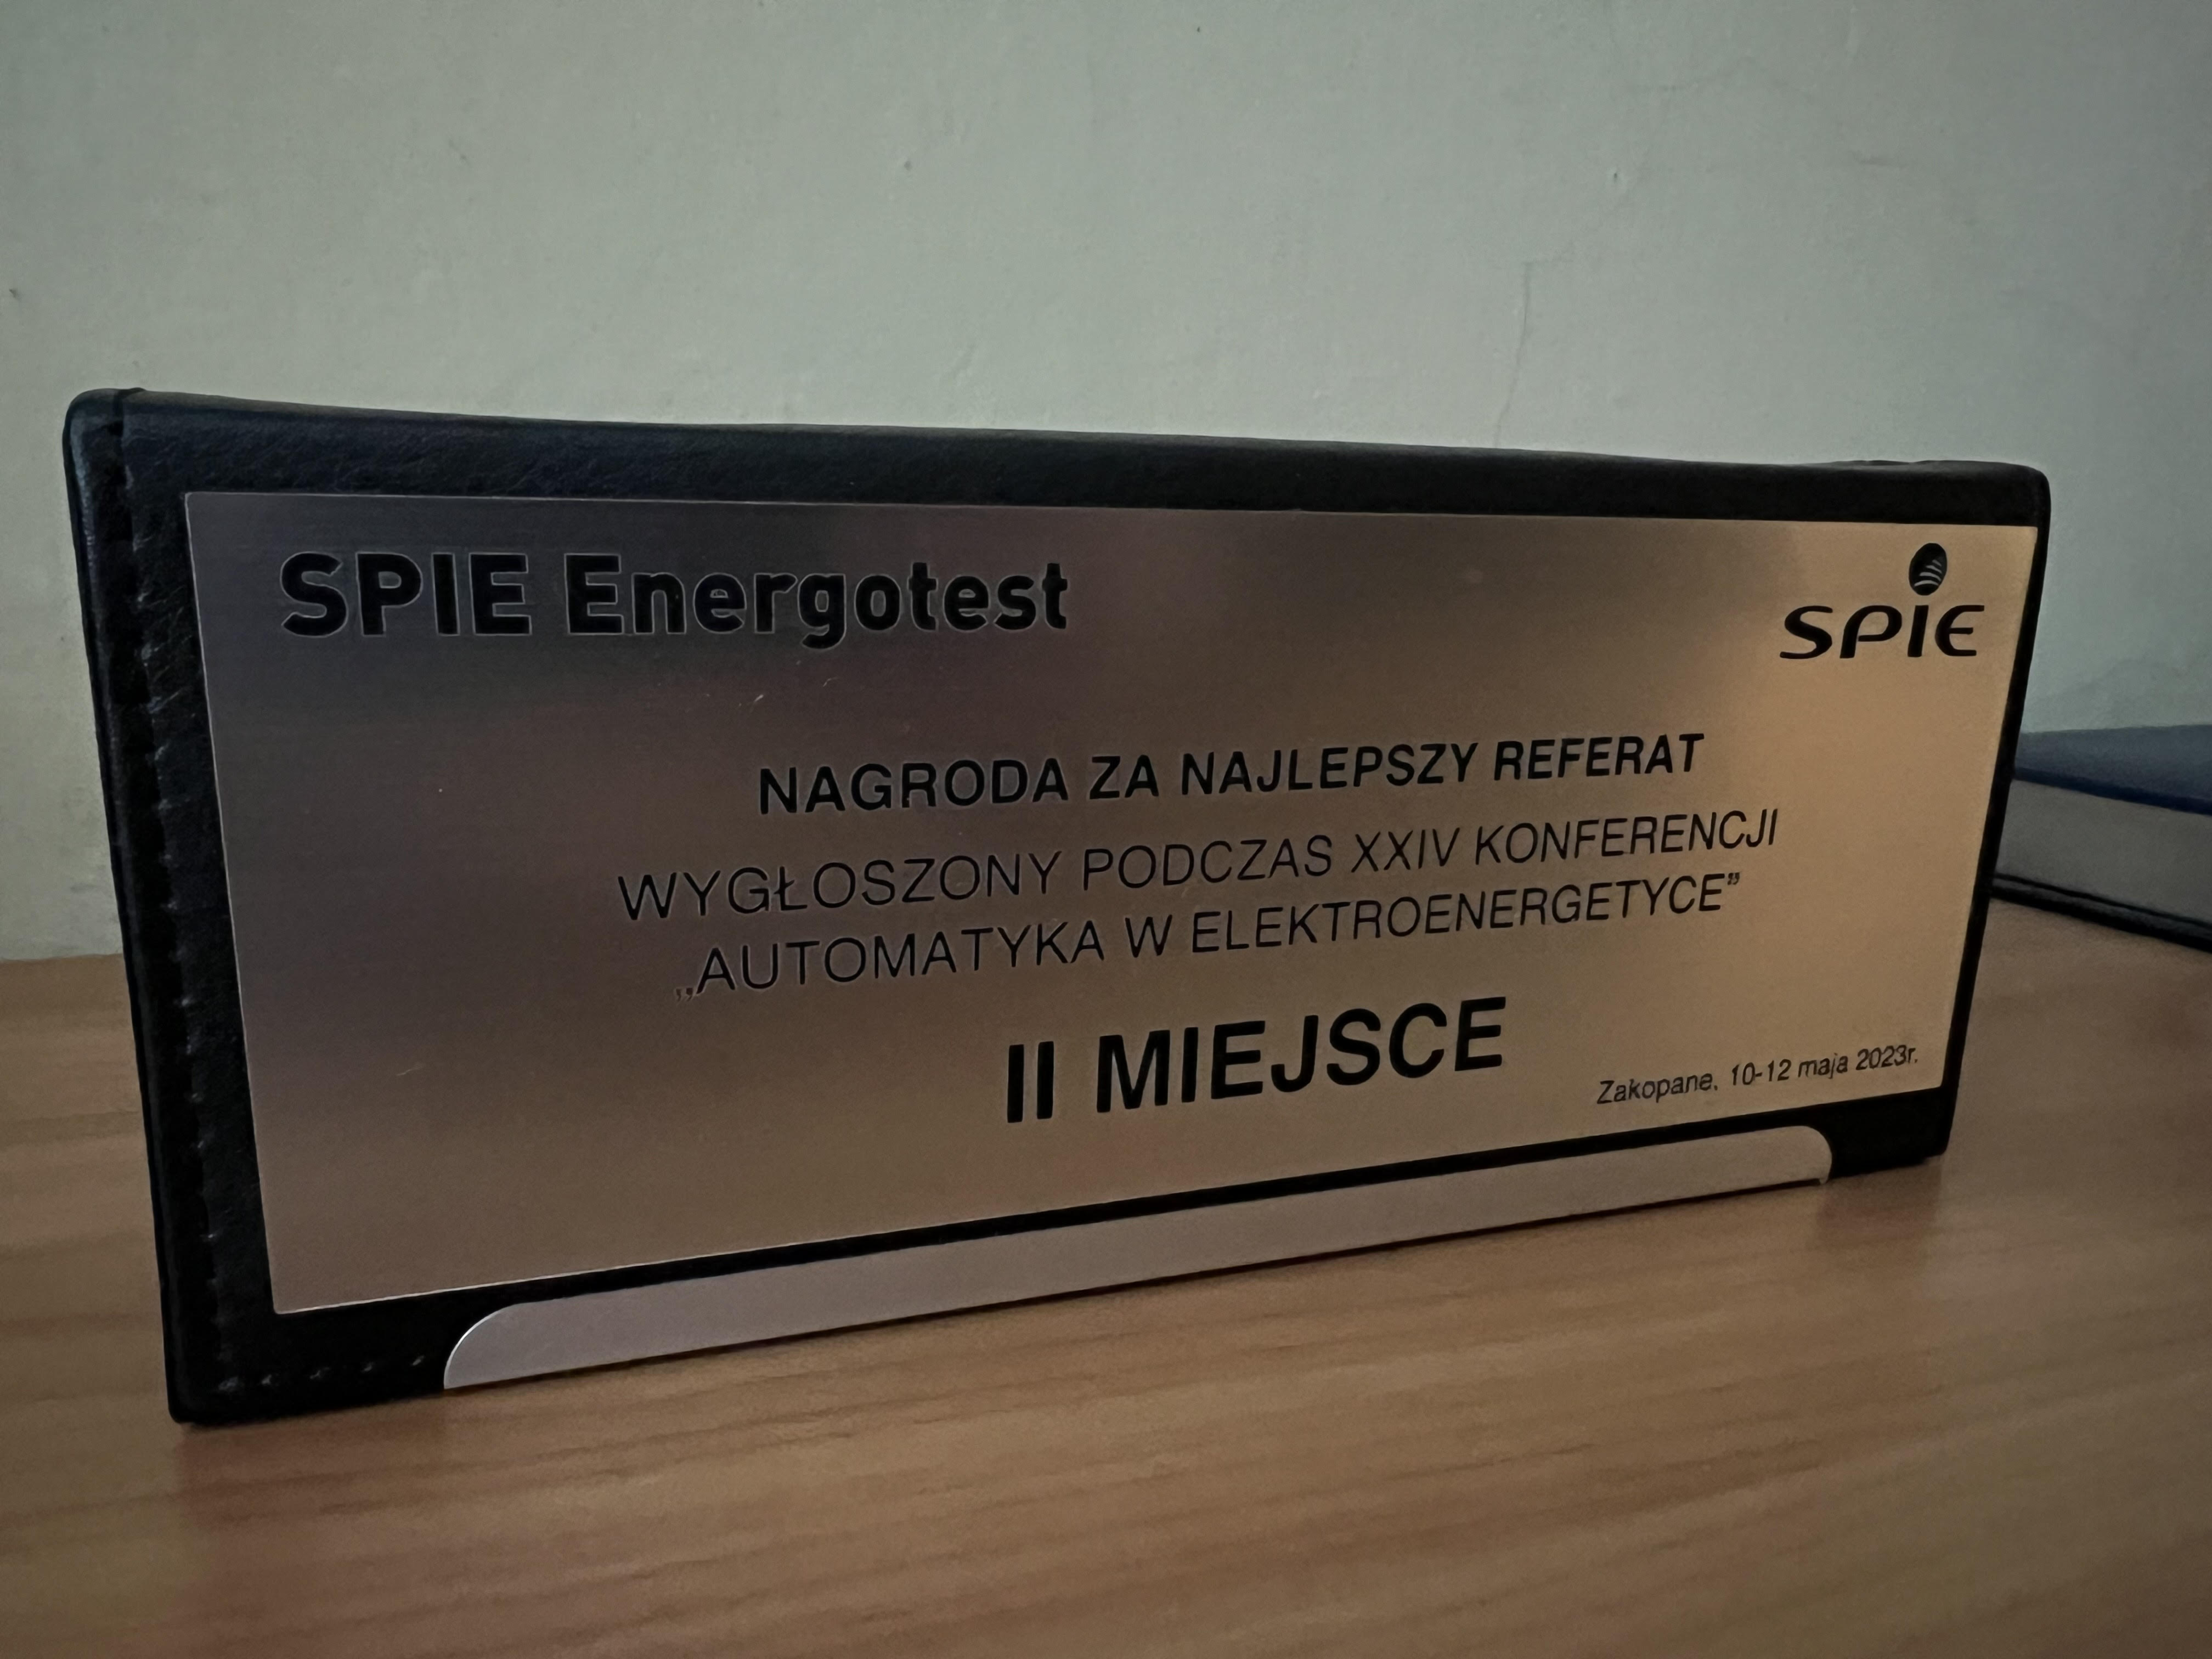 SPIE Energotest
SPIE
NAGRODA ZA NAJLEPSZY REFERAT
WYGŁOSZONY PODCZAS XXIV KONFERENCJI
„AUTOMATYKA W ELEKTROENERGETYCE”
II MIEJSCE
Zakopane, 10-12 maja 2023r.